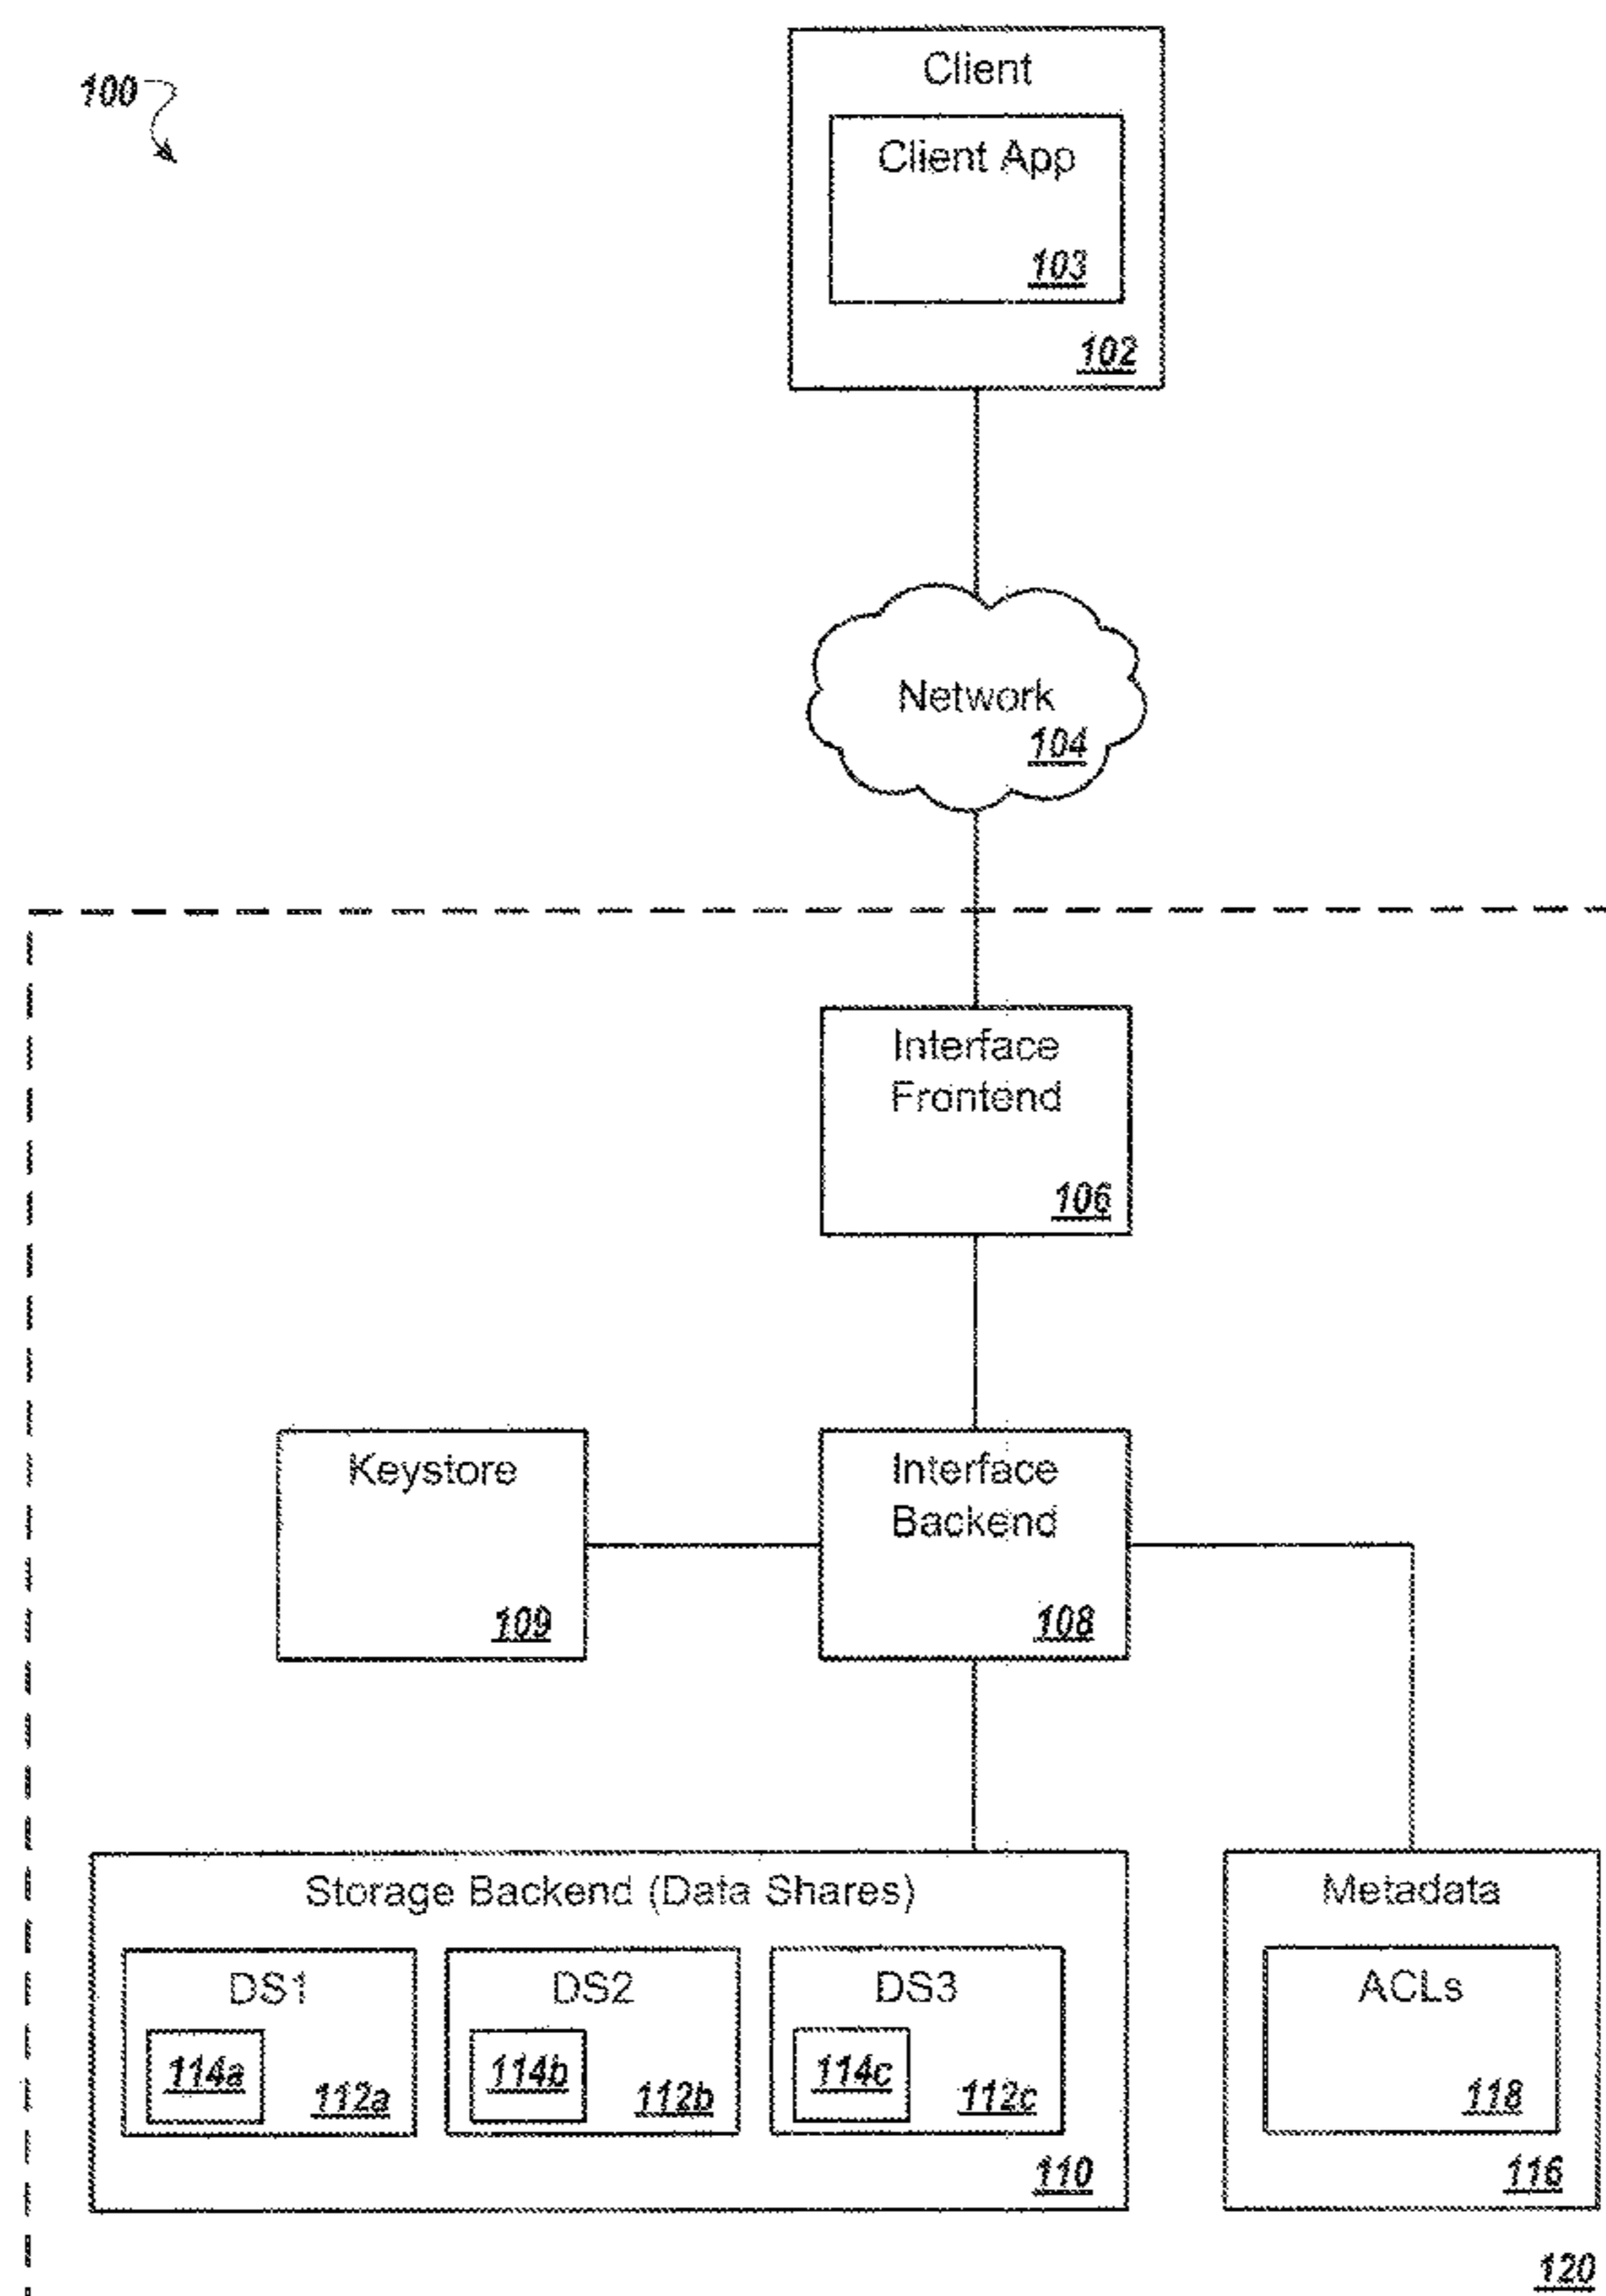 100
Client
Client App
103
102
Network
104
Interface
Frontend
106
Keystore
109
Interface
Backend
108
Storage Backend (Data Shares)
DS1
114a
112a
DS2
114b
112b
DS3
114c
112c
110
Metadata
ACLs
118
116
120